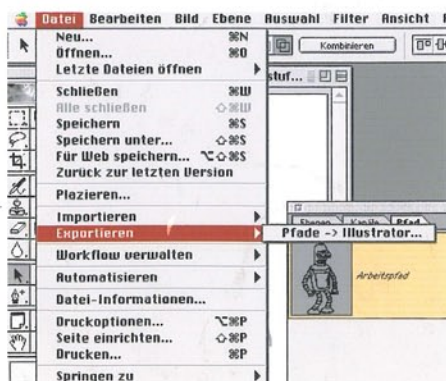 Datei Bearbeiten Bild Ebene Auswahl Filter Ansicht
Neu... ⌘N
Öffnen... ⌘O
Kombinieren
Letzte Dateien öffnen
stuf...
Schließen ⌘W
Alle schließen ⇧⌘W
Speichern ⌘S
Speichern unter... ⇧⌘S
Für Web speichern... ⌥⇧⌘S
Zurück zur letzten Version
Plazieren...
Importieren
Ebenen Kanäle Pfad
Exportieren
Pfade -> Illustrator...
Workflow verwalten
Automatisieren
Arbeitspfad
Datei-Informationen...
Druckoptionen... ⌥⌘P
Seite einrichten... ⇧⌘P
Drucken... ⌘P
Springen zu